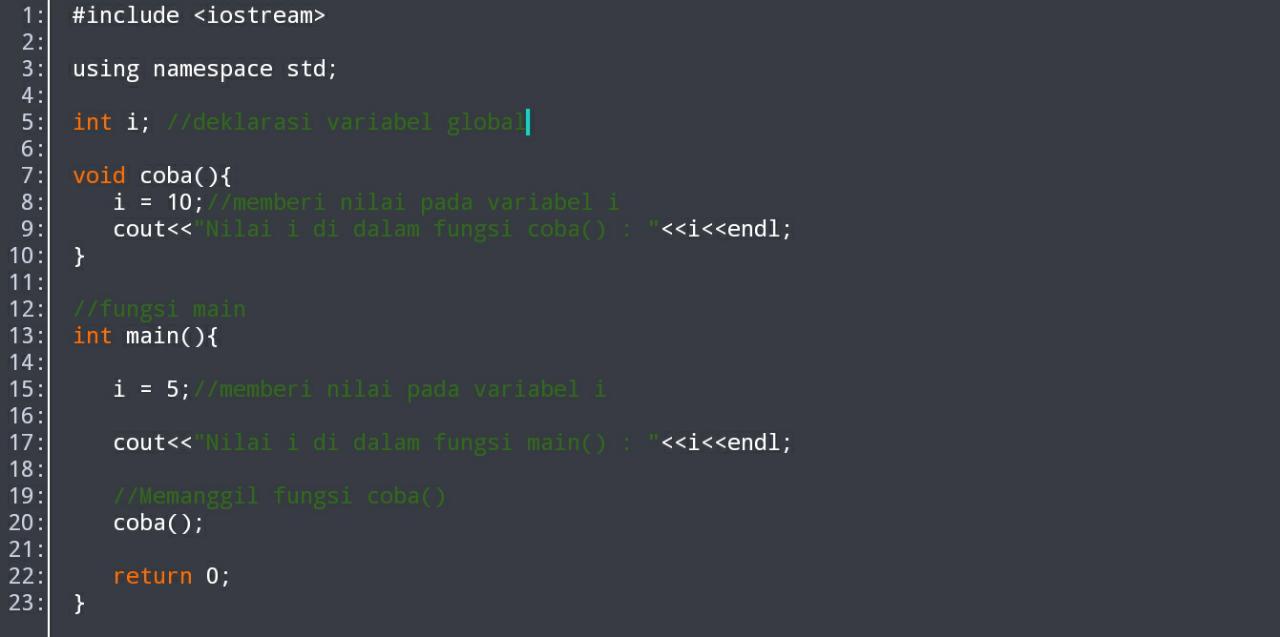 1: #include <iostream>
2:
3: using namespace std;
4:
5: int i; //deklarasi variabel global
6:
7: void coba(){
8:    i = 10;//memberi nilai pada variabel i
9:    cout<<"Nilai i di dalam fungsi coba() : "<<i<<endl;
10: }
11:
12: //fungsi main
13: int main(){
14:
15:    i = 5;//memberi nilai pada variabel i
16:
17:    cout<<"Nilai i di dalam fungsi main() : "<<i<<endl;
18:
19:    //Memanggil fungsi coba()
20:    coba();
21:
22:    return 0;
23: }